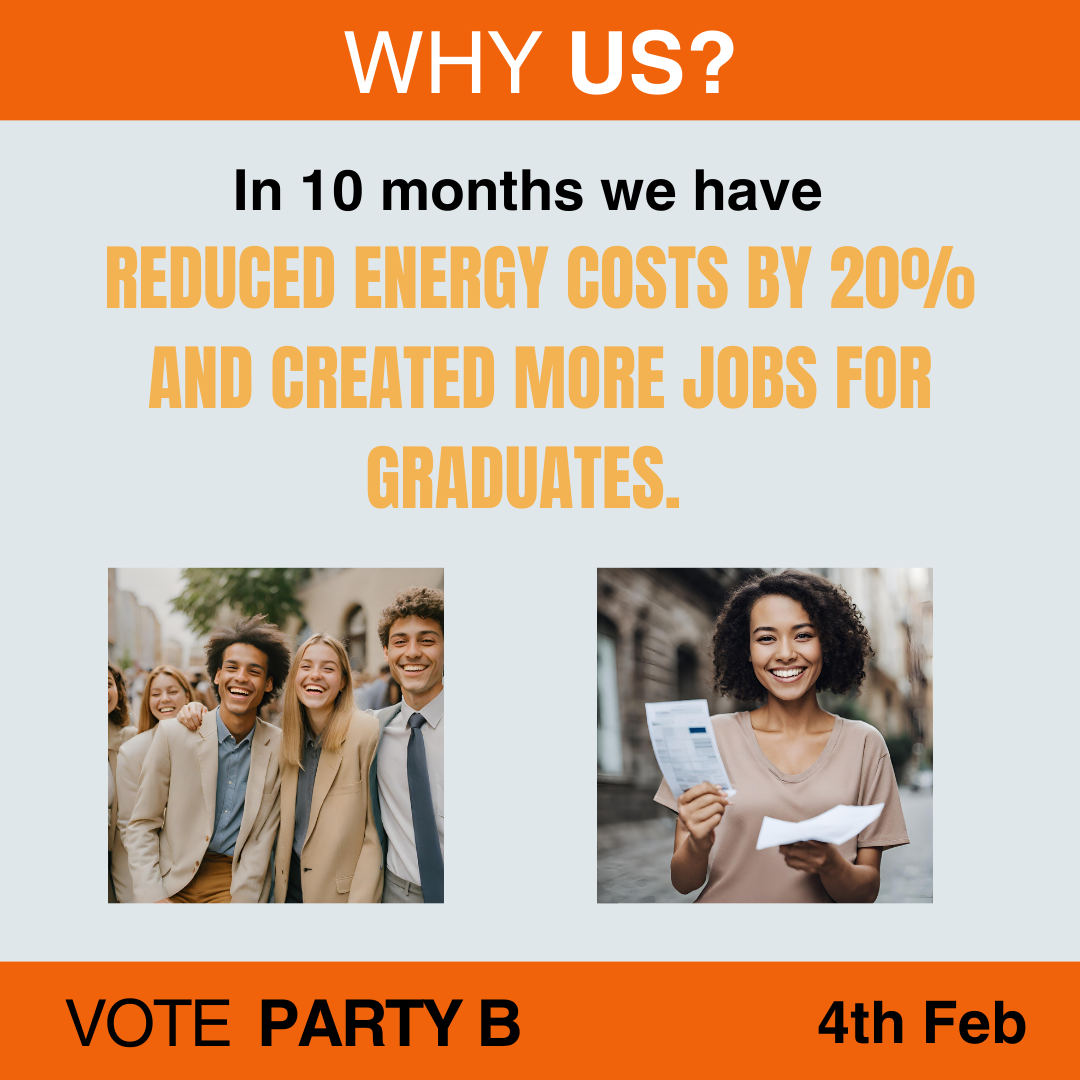 WHY US?
In 10 months we have
REDUCED ENERGY COSTS BY 20%
AND CREATED MORE JOBS FOR
GRADUATES.
VOTE PARTY B
4th Feb